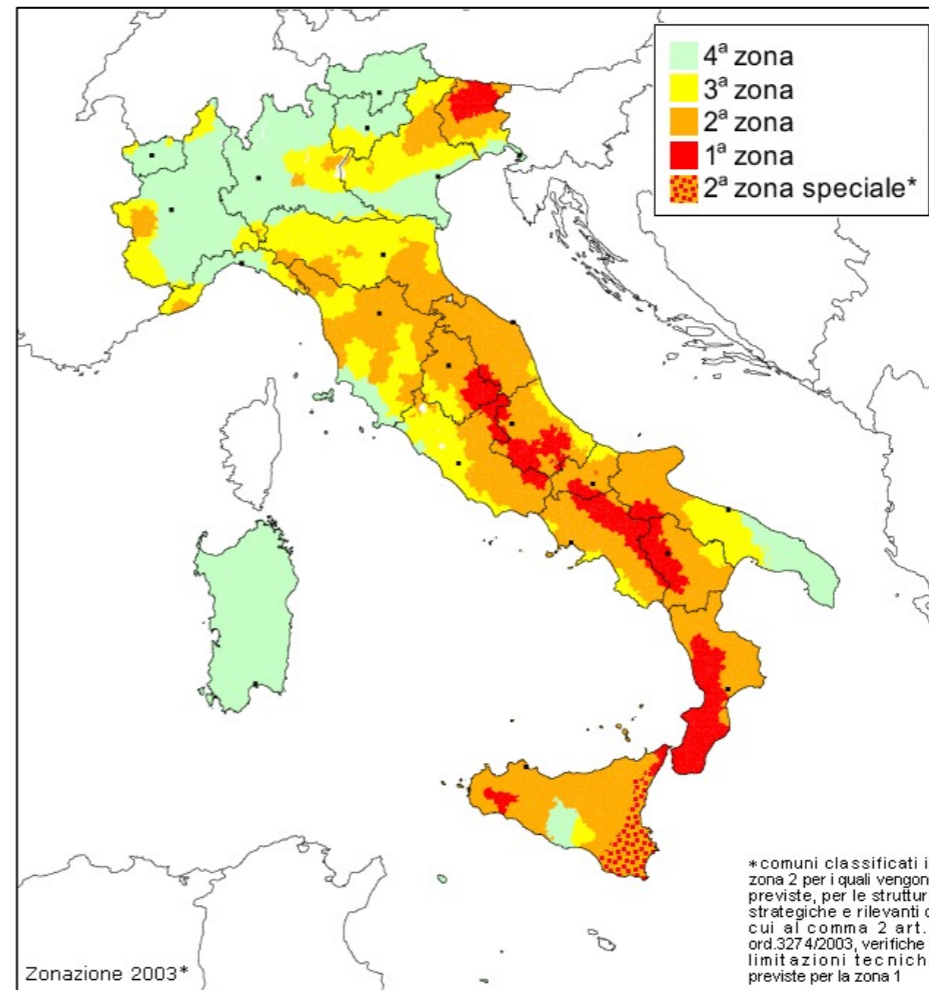 4ª zona
3ª zona
2ª zona
1ª zona
2ª zona speciale*
*comuni classificati i
zona 2 per i quali vengon
previste, per le struttur
strategiche e rilevanti
cui al comma 2 art.
ord.3274/2003, verifiche
limitazioni tecnich
previste per la zona 1
Zonazione 2003*